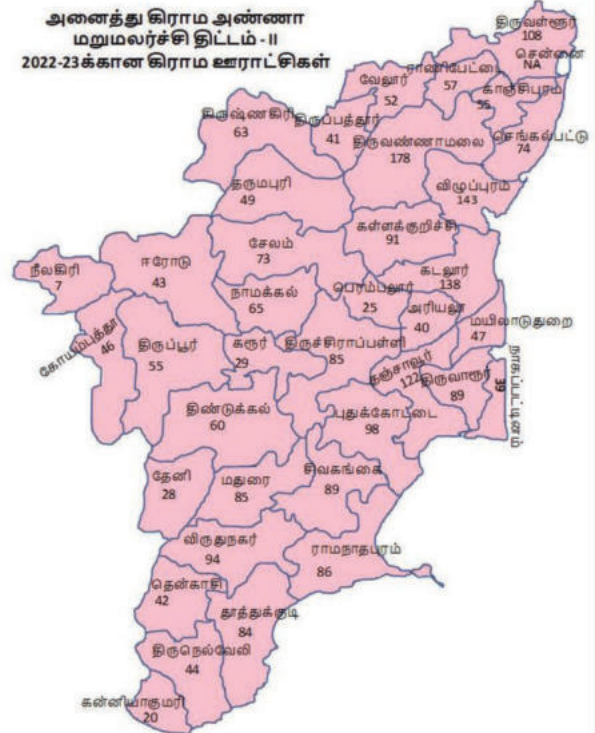 அனைத்து கிராம அண்ணா
மறுமலர்ச்சி திட்டம் - II
2022-23க்கான கிராம ஊராட்சிகள்
திருவள்ளூர்
108
சென்னை
NA
ராணிபேட்டை
57
காஞ்சிபுரம்
55
வேலூர்
52
செங்கல்பட்டு
74
கிருஷ்ணகிரி
63
திருப்பத்தூர்
41
திருவண்ணாமலை
178
தருமபுரி
49
விழுப்புரம்
143
கள்ளக்குறிச்சி
91
சேலம்
73
கடலூர்
138
நீலகிரி
7
ஈரோடு
43
நாமக்கல்
65
பெரம்பலூர்
25
அரியலூர்
40
மயிலாடுதுறை
47
கோயம்புத்தூர்
46
திருப்பூர்
55
கரூர்
29
திருச்சிராப்பள்ளி
85
தஞ்சாவூர்
122
திருவாரூர்
89
நாகப்பட்டினம்
39
திண்டுக்கல்
60
புதுக்கோட்டை
98
தேனி
28
மதுரை
85
சிவகங்கை
89
விருதுநகர்
94
ராமநாதபுரம்
86
தென்காசி
42
தூத்துக்குடி
84
திருநெல்வேலி
44
கன்னியாகுமரி
20